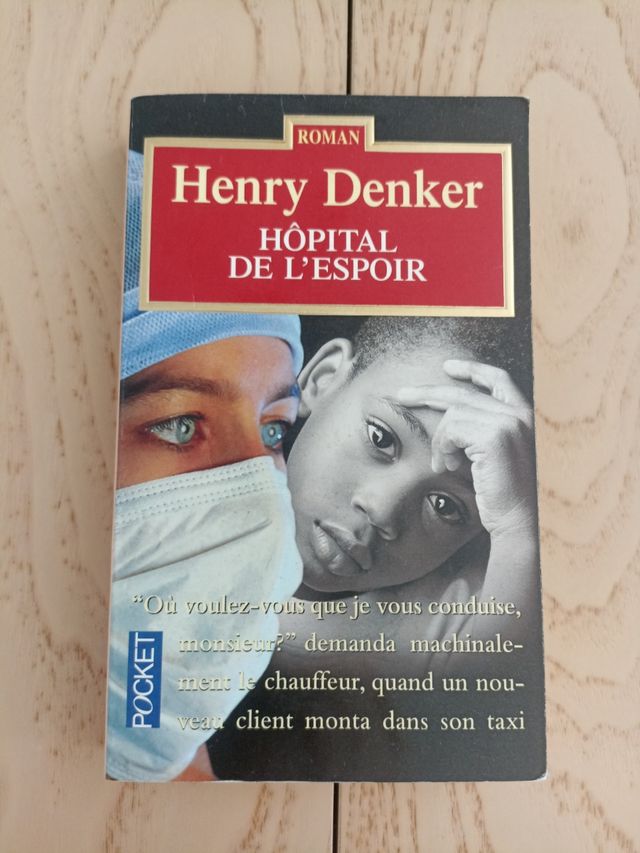 ROMAN
Henry Denker
HÔPITAL
DE L'ESPOIR
"Où voulez-vous que je vous conduise,
monsieur?" demanda machinale-
ment le chauffeur, quand un nou-
veau client monta dans son taxi
POCKET